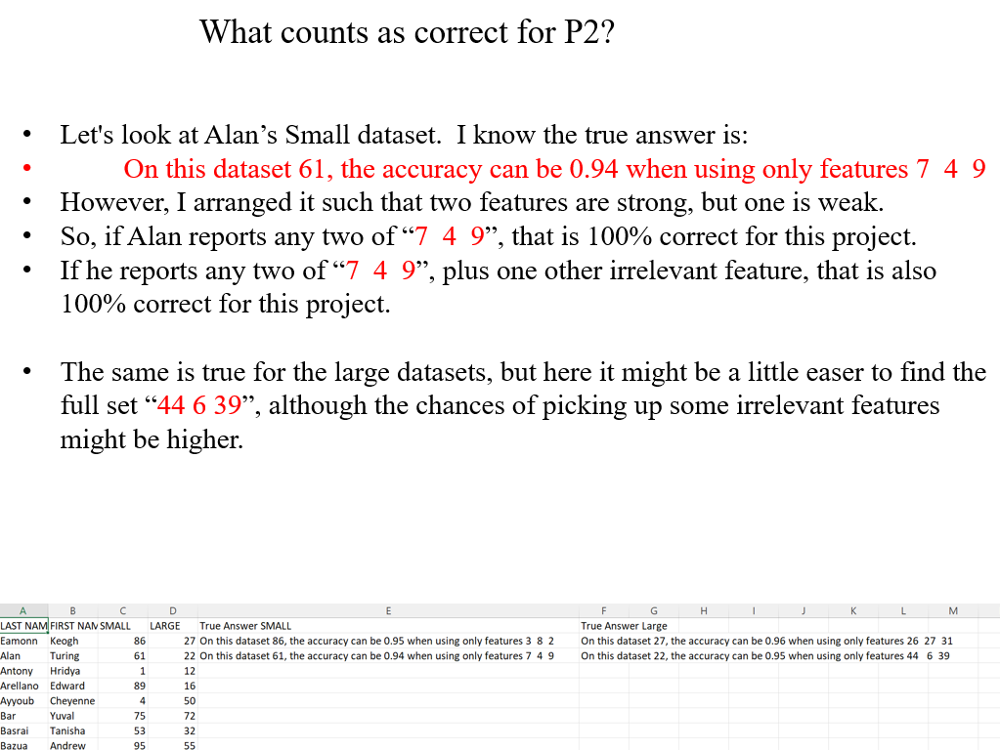 What counts as correct for P2?
• Let's look at Alan’s Small dataset.  I know the true answer is:
• On this dataset 61, the accuracy can be 0.94 when using only features 7  4  9
• However, I arranged it such that two features are strong, but one is weak.
• So, if Alan reports any two of “7  4  9”, that is 100% correct for this project.
• If he reports any two of “7  4  9”, plus one other irrelevant feature, that is also
100% correct for this project.
• The same is true for the large datasets, but here it might be a little easer to find the
full set “44 6 39”, although the chances of picking up some irrelevant features
might be higher.
A B C D E F G H I J K L M
LAST NAM FIRST NAM SMALL LARGE True Answer SMALL True Answer Large
Eamonn Keogh 86 27 On this dataset 86, the accuracy can be 0.95 when using only features 3  8  2 On this dataset 27, the accuracy can be 0.96 when using only features 26  27  31
Alan Turing 61 22 On this dataset 61, the accuracy can be 0.94 when using only features 7  4  9 On this dataset 22, the accuracy can be 0.95 when using only features 44   6  39
Antony Hridya 1 12
Arellano Edward 89 16
Ayyoub Cheyenne 4 50
Bar Yuval 75 72
Basrai Tanisha 53 32
Bazua Andrew 95 55